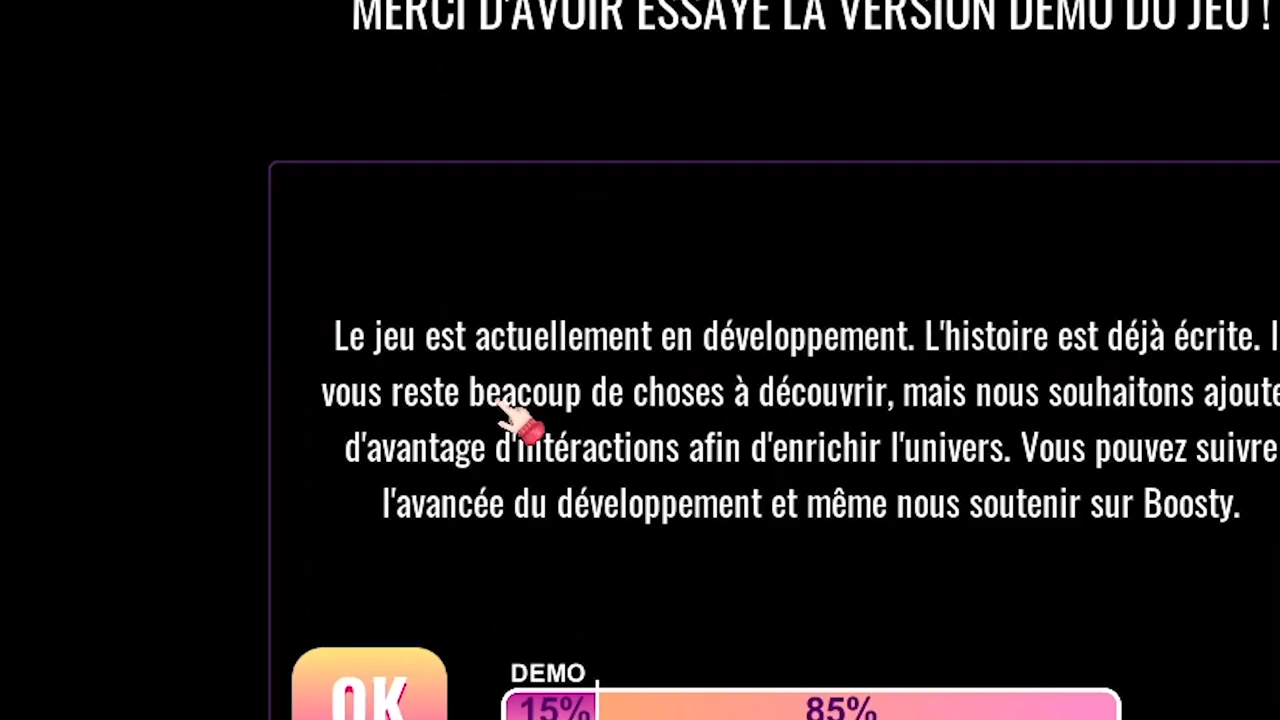 MERCI D'AVOIR ESSAYÉ LA VERSION DÉMO DU JEU !
Le jeu est actuellement en développement. L'histoire est déjà écrite.
vous reste beacoup de choses à découvrir, mais nous souhaitons ajoute
d'avantage d'intéractions afin d'enrichir l'univers. Vous pouvez suivre
l'avancée du développement et même nous soutenir sur Boosty.
DEMO
OK
15% 85%